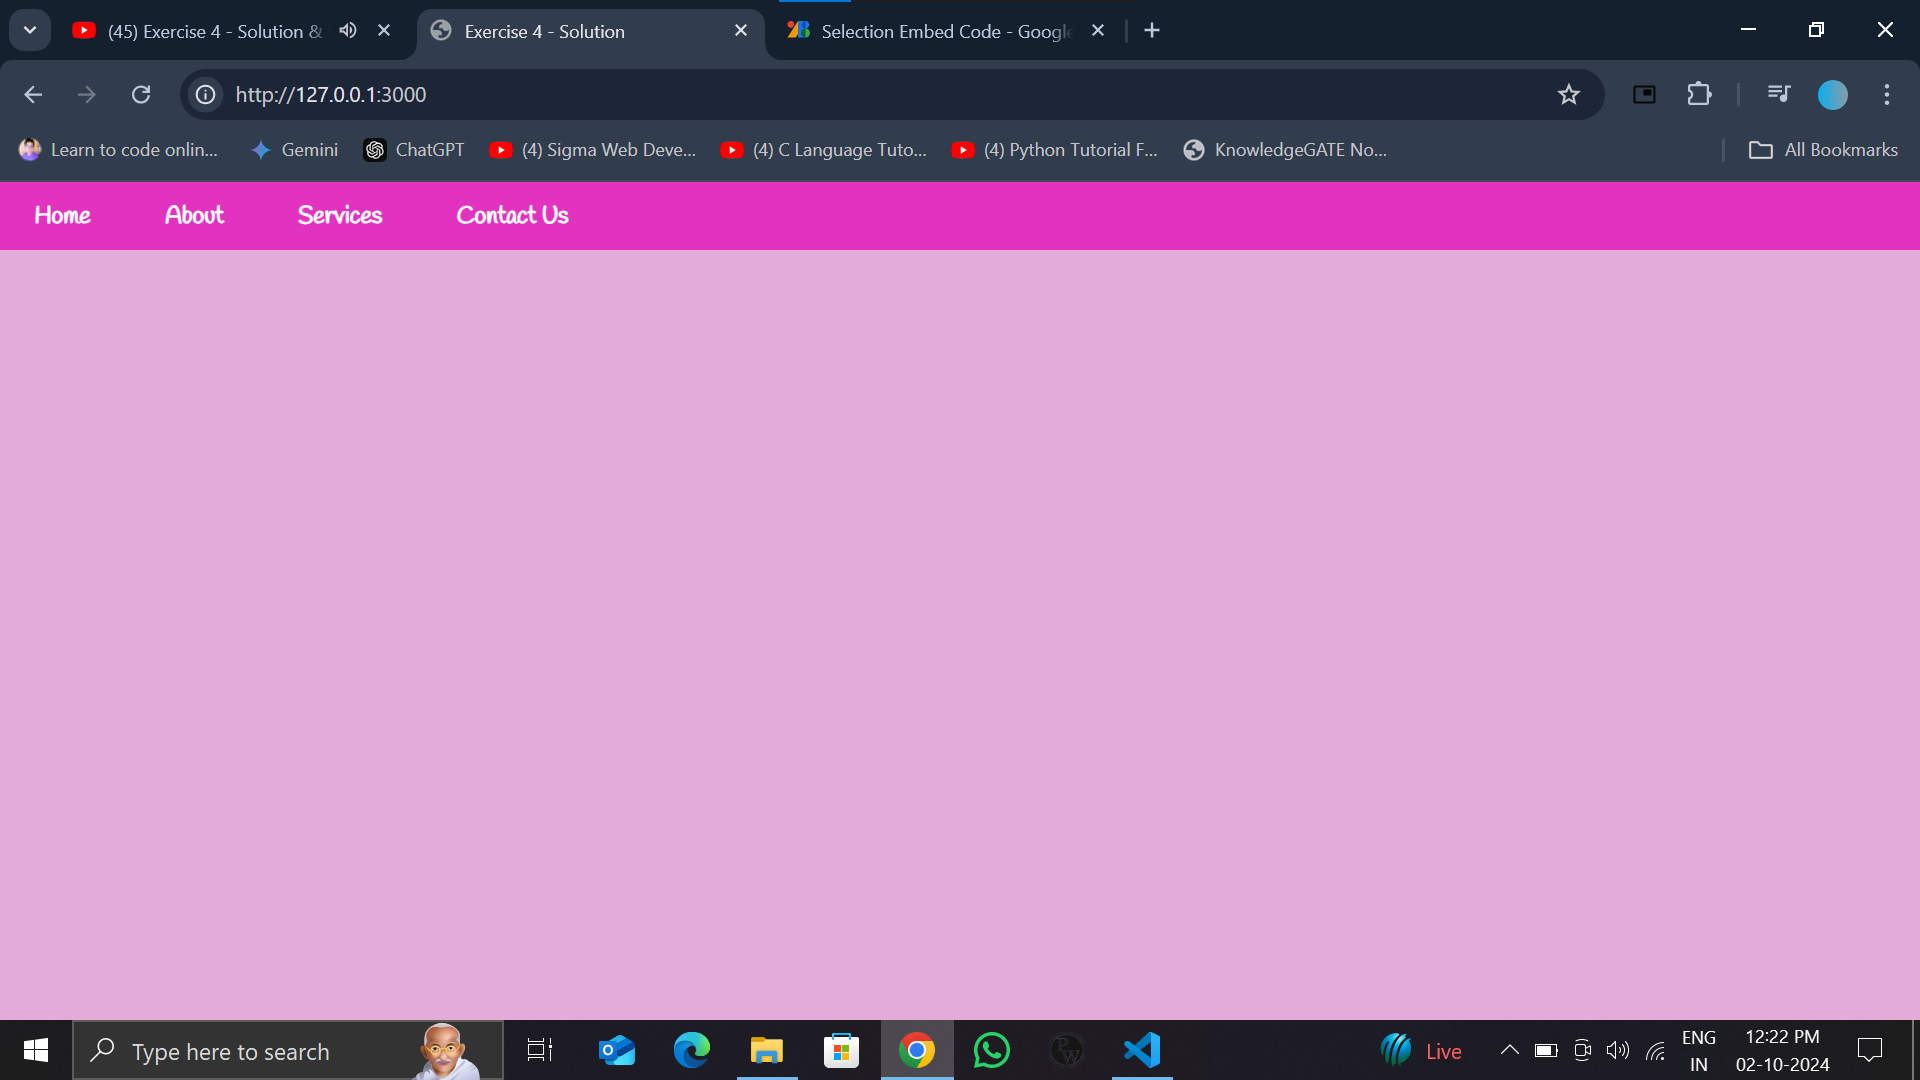 (45) Exercise 4 - Solution &
Exercise 4 - Solution
Selection Embed Code - Google
http://127.0.0.1:3000
Learn to code onlin...
Gemini
ChatGPT
(4) Sigma Web Deve...
(4) C Language Tuto...
(4) Python Tutorial F...
KnowledgeGATE No...
All Bookmarks
Home
About
Services
Contact Us
Type here to search
PW
Live
ENG
IN
12:22 PM
02-10-2024